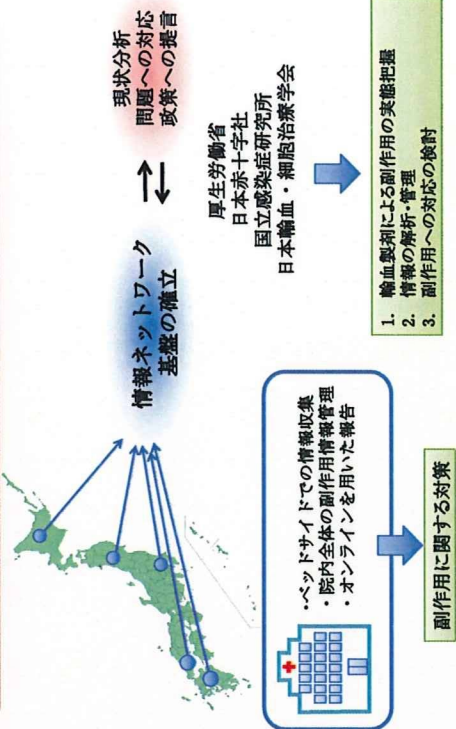 情報ネットワーク
基盤の確立
現状分析
問題への対応
政策への提言
厚生労働省
日本赤十字社
国立感染症研究所
日本輸血・細胞治療学会
・ベッドサイドでの情報収集
・院内全体の副作用情報管理
・オンラインを用いた報告
副作用に関する対策
1. 輸血製剤による副作用の実態把握
2. 情報の解析・管理
3. 副作用への対応の検討